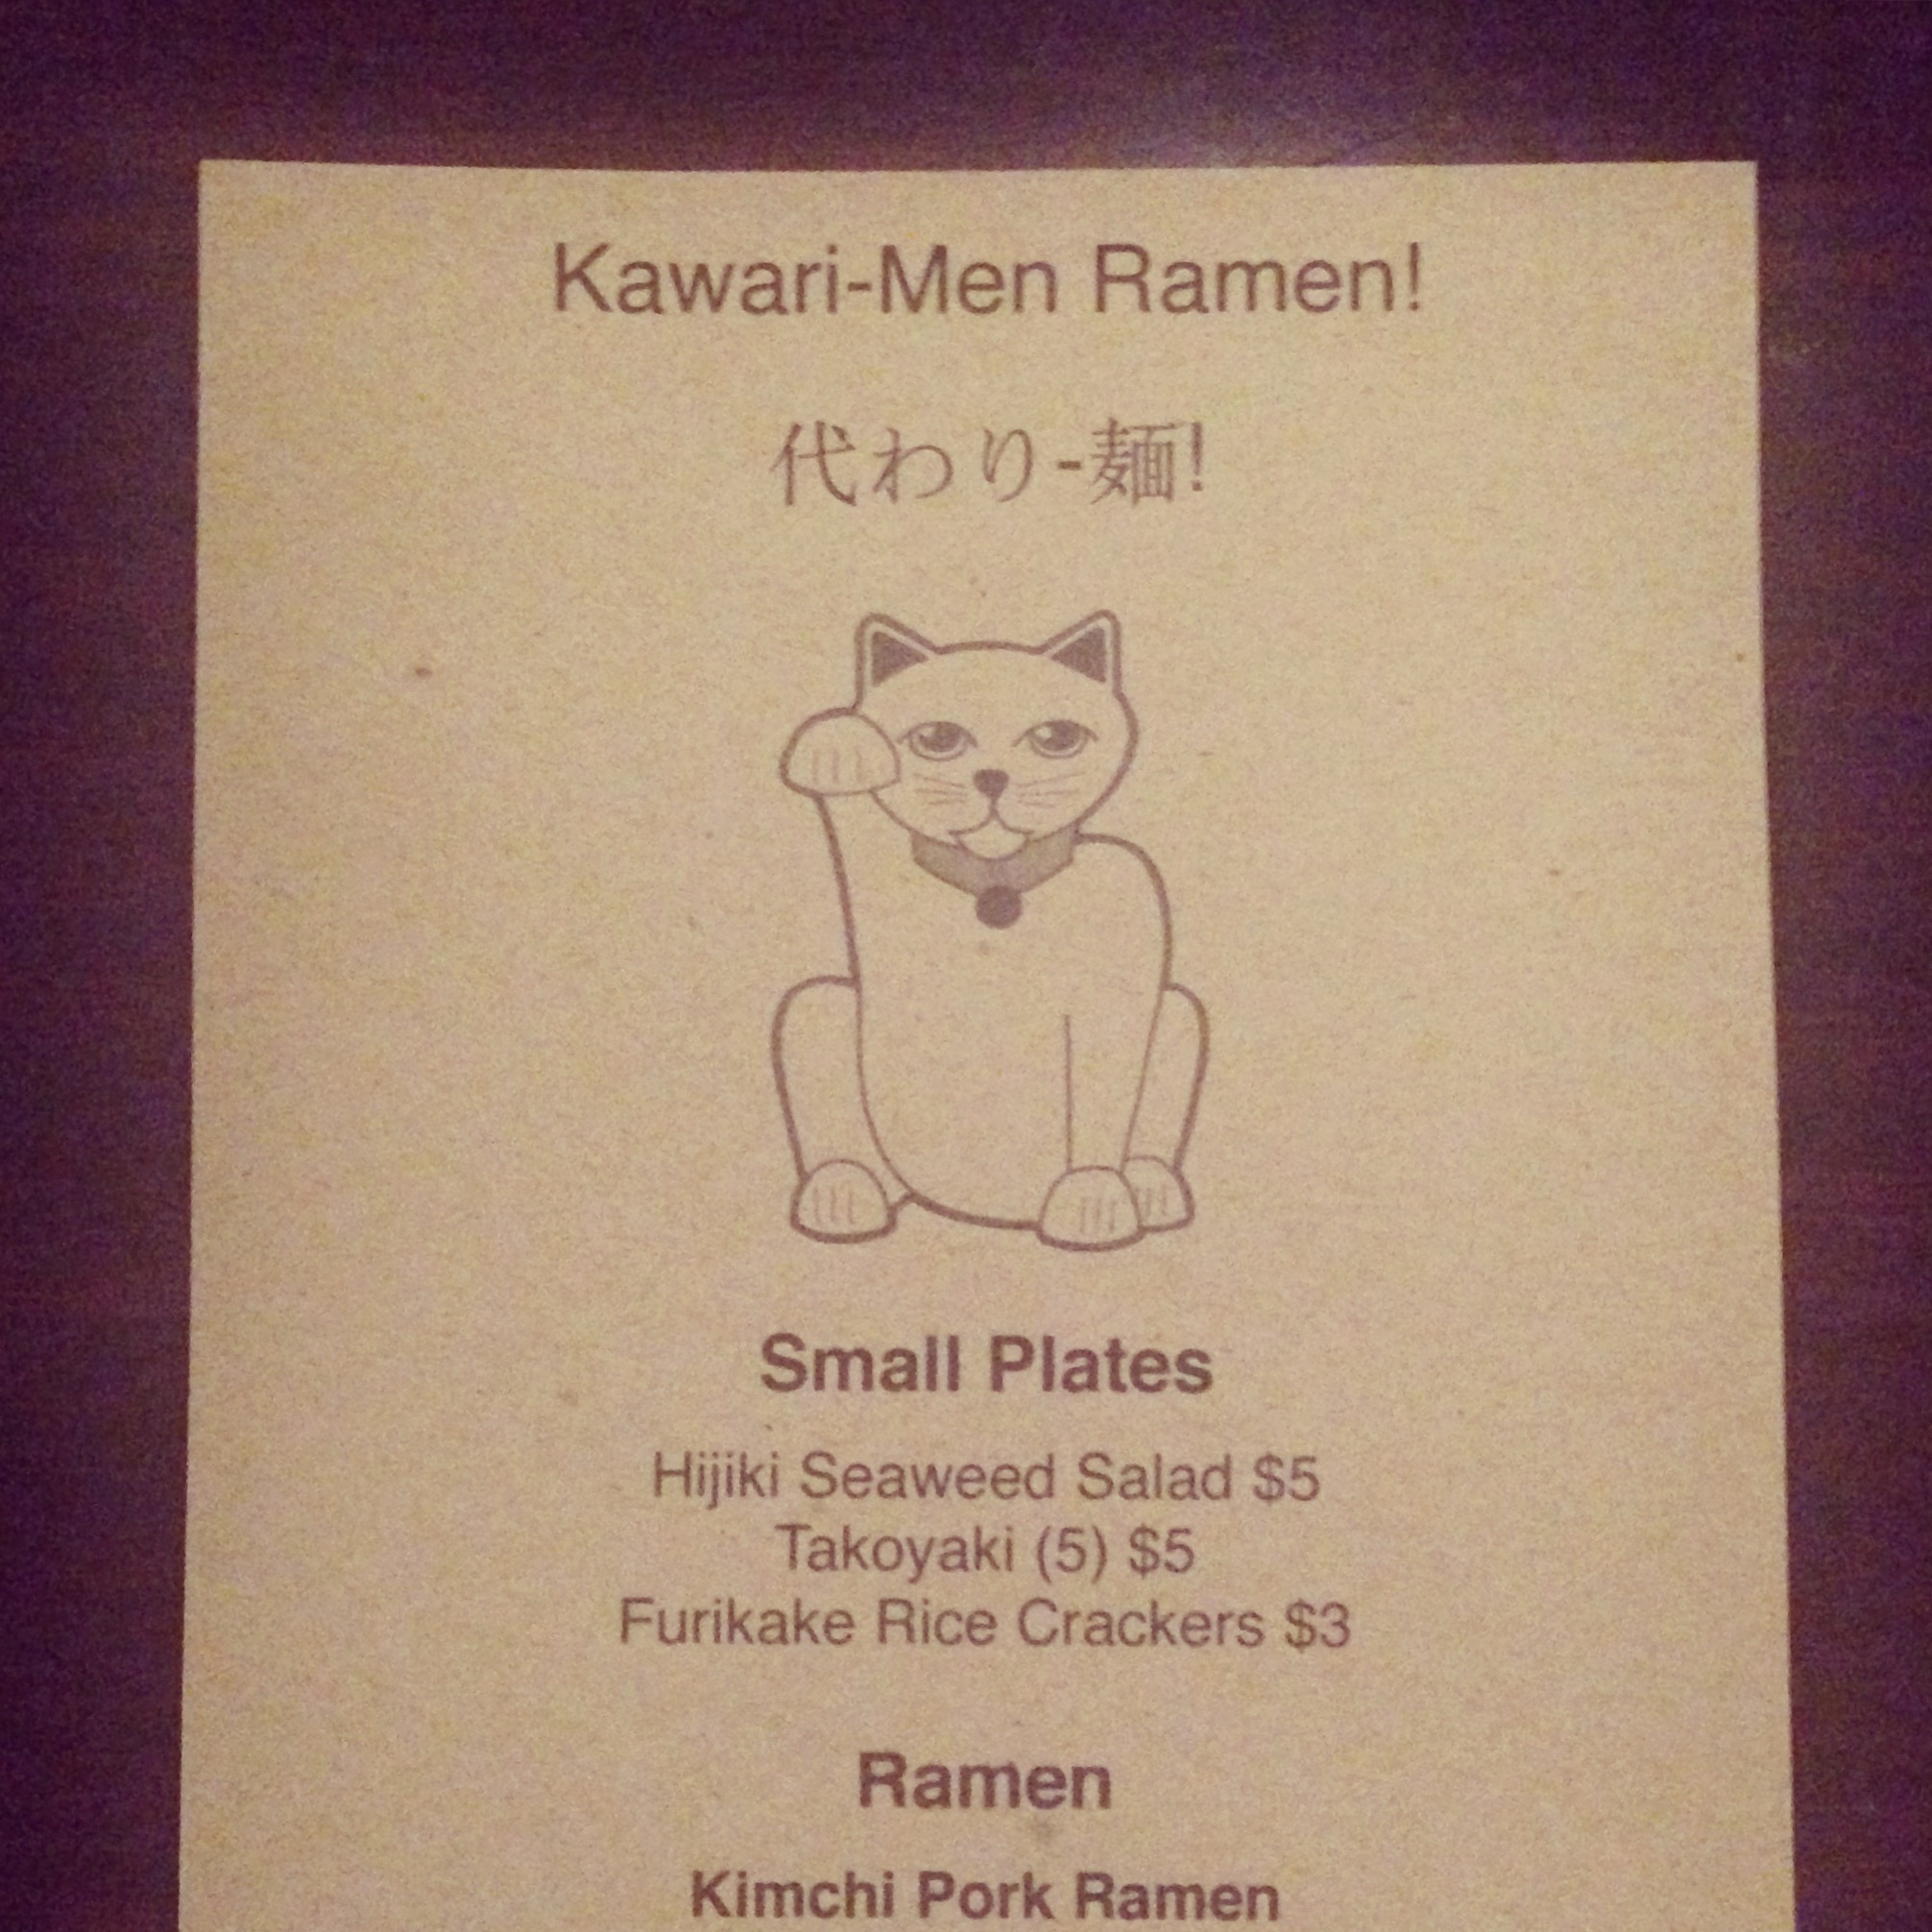 Kawari-Men Ramen!
代わり-麺!
Small Plates
Hijiki Seaweed Salad $5
Takoyaki (5) $5
Furikake Rice Crackers $3
Ramen
Kimchi Pork Ramen